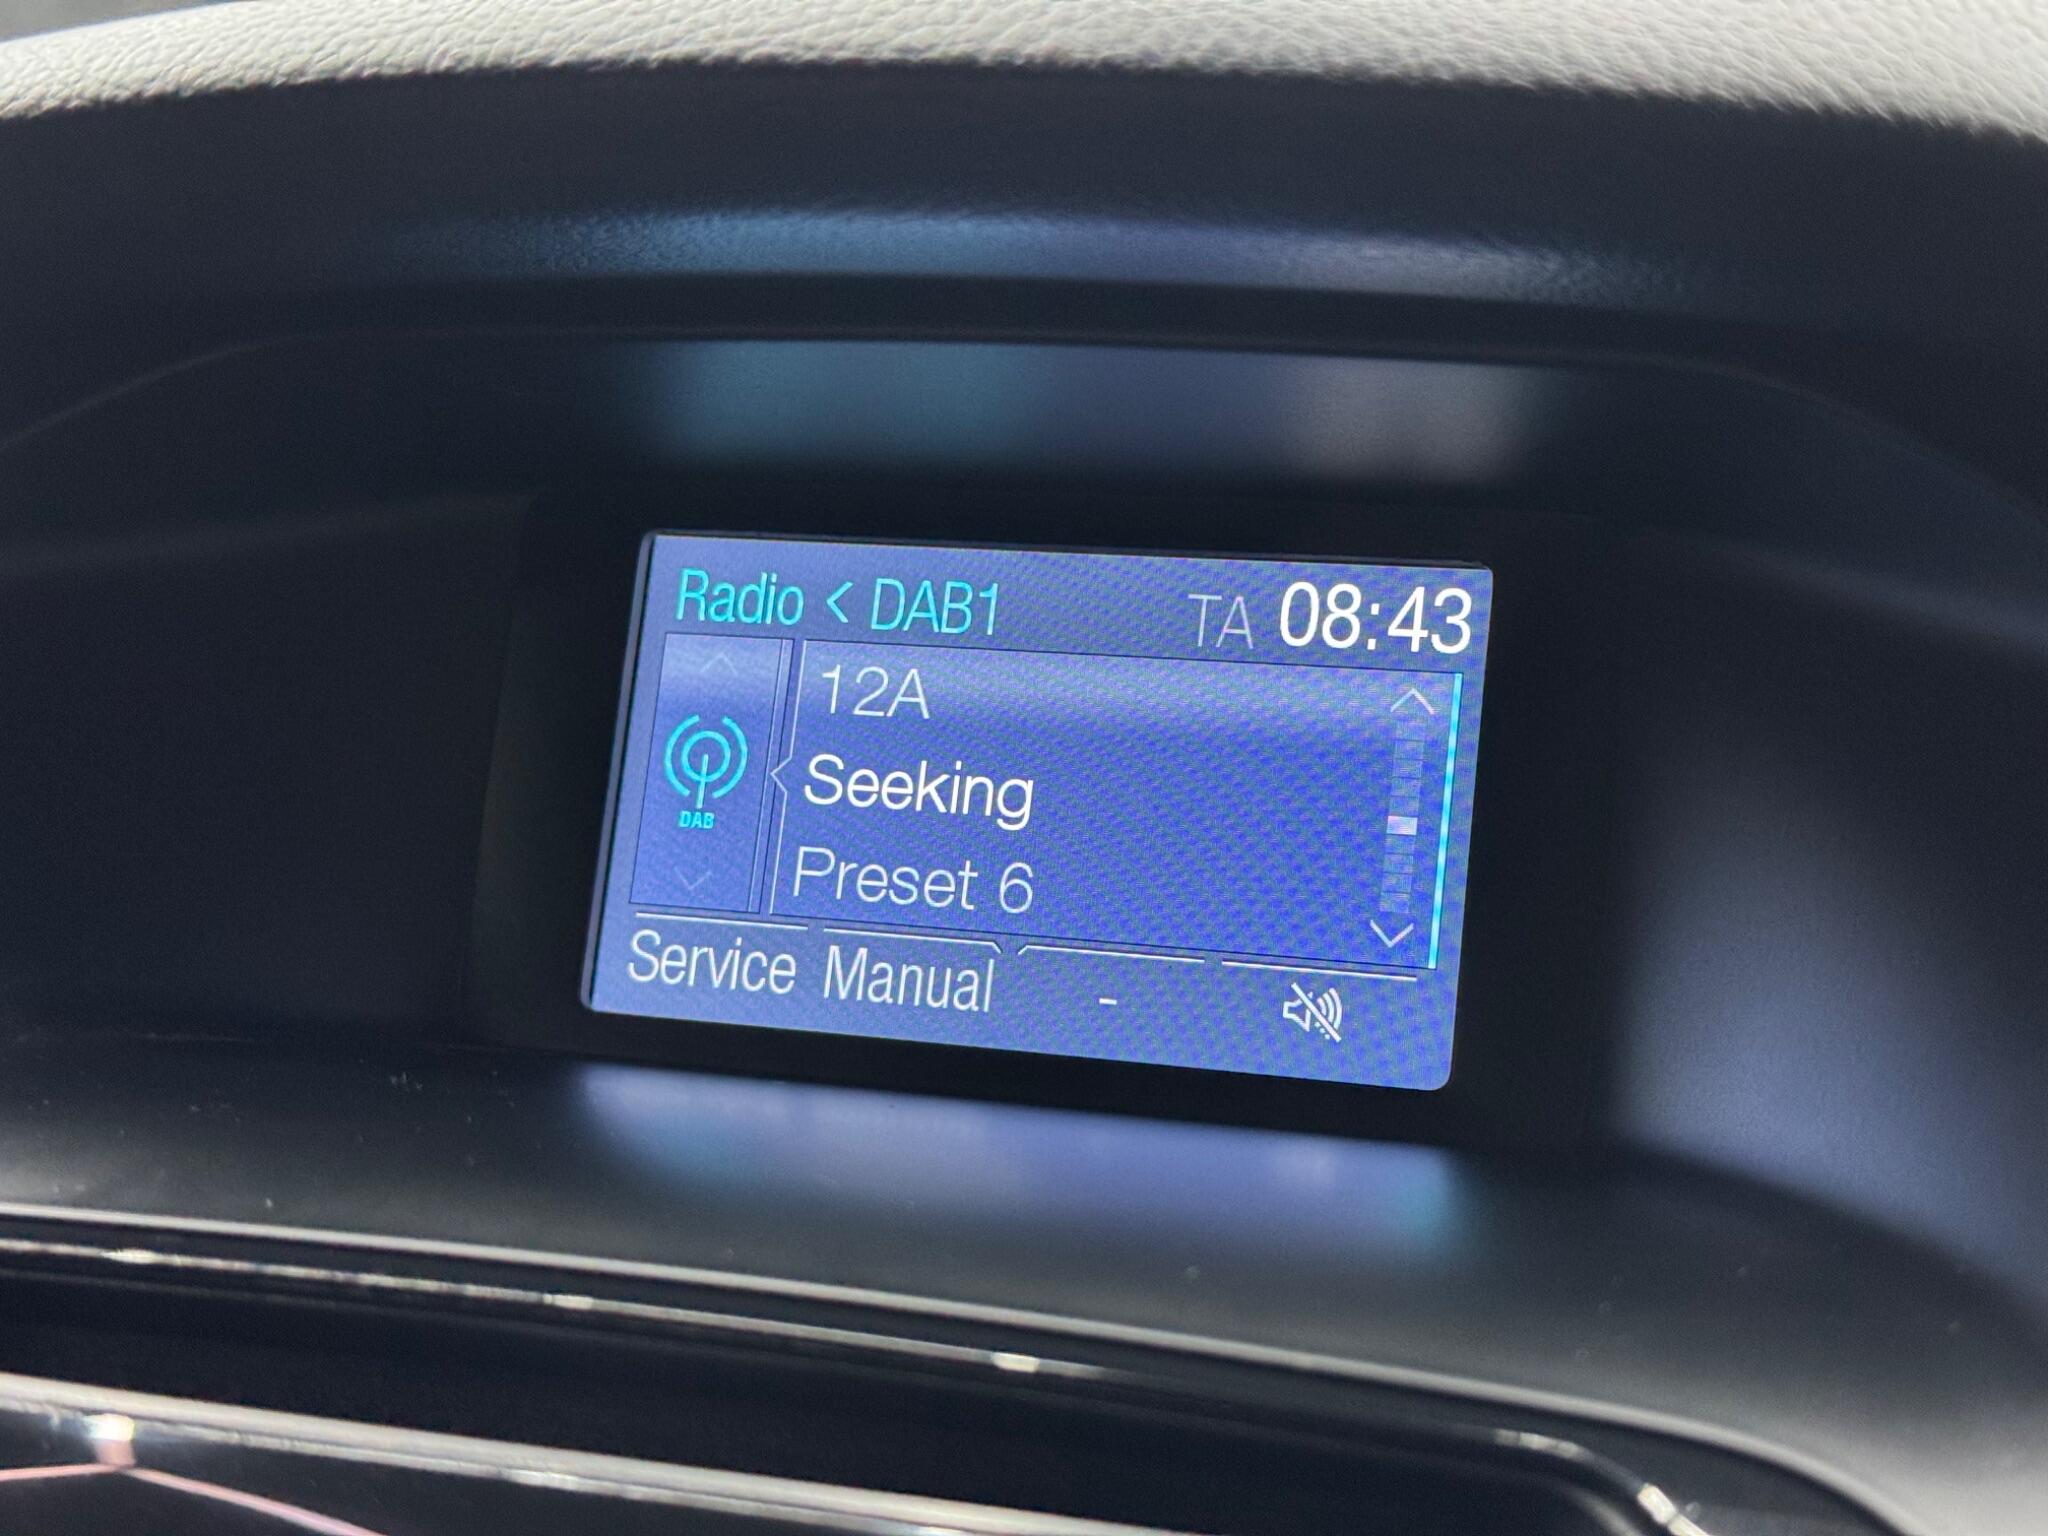 Radio < DAB1 TA 08:43
12A
DAB
Seeking
Preset 6
Service Manual -